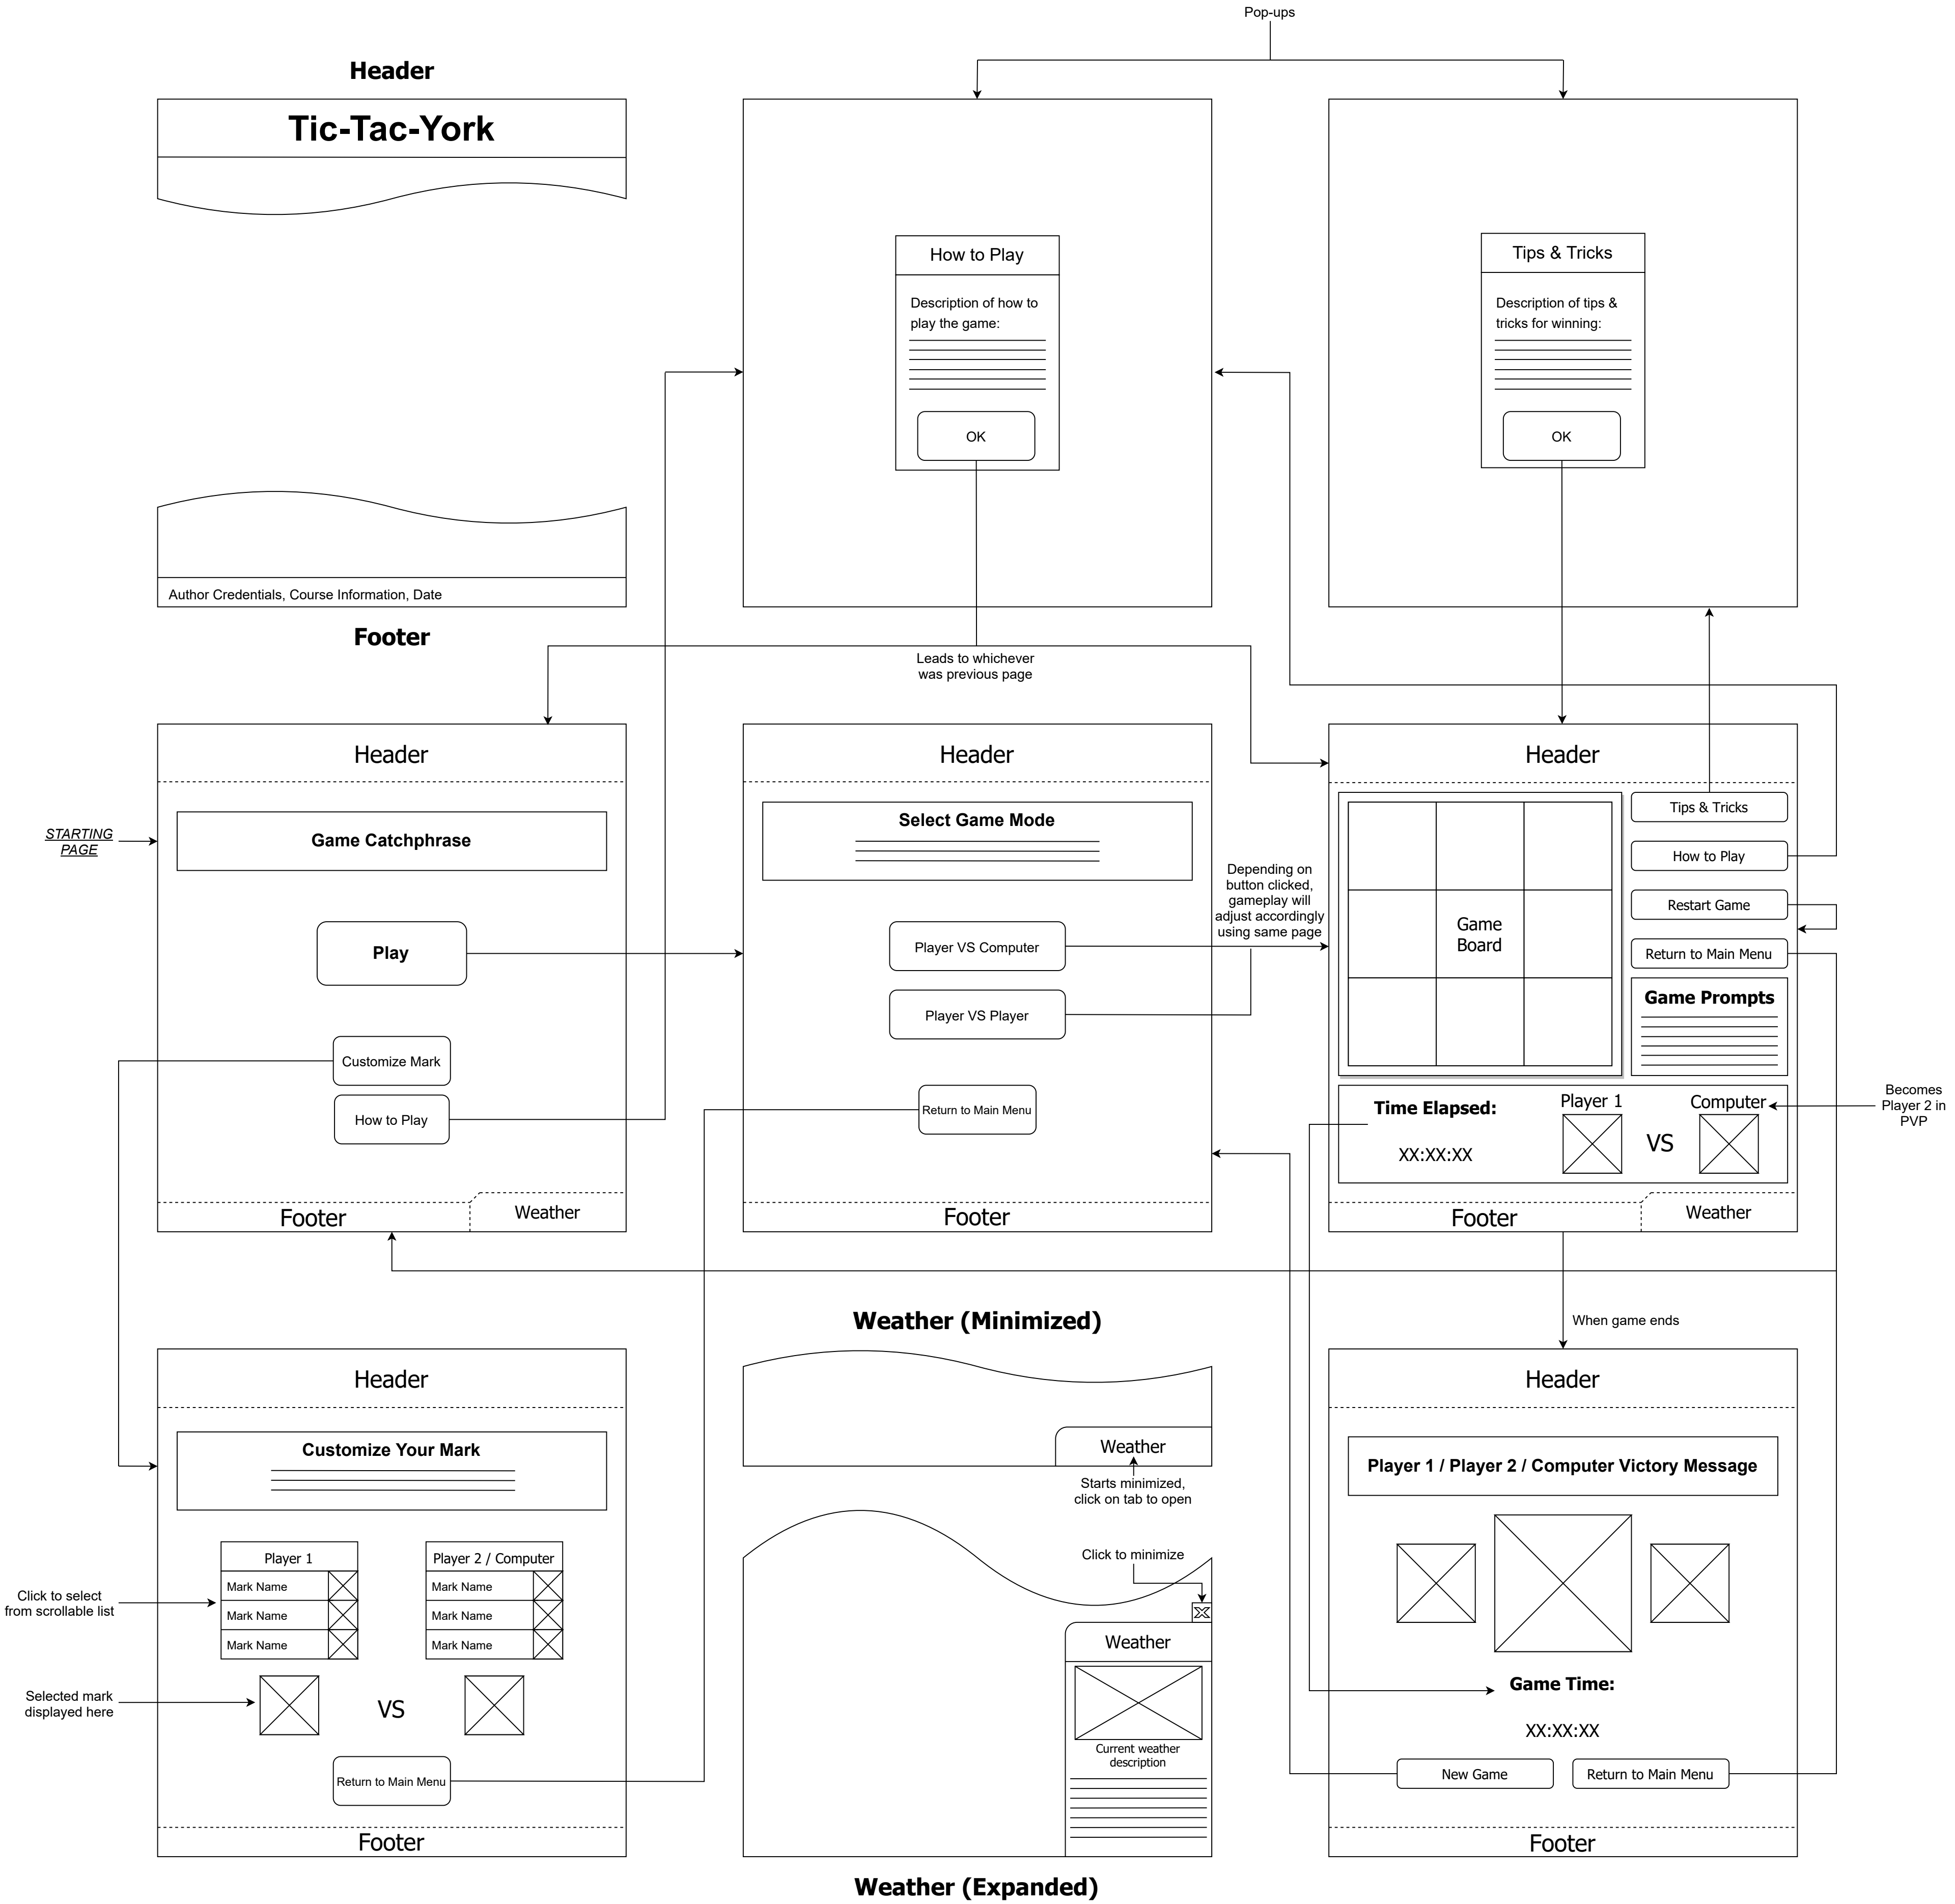 Pop-ups
Header
Tic-Tac-York
How to Play
Description of how to
play the game:
OK
Tips & Tricks
Description of tips &
tricks for winning:
OK
Author Credentials, Course Information, Date
Footer
Leads to whichever
was previous page
STARTING
PAGE
Header
Game Catchphrase
Play
Customize Mark
How to Play
Footer
Weather
Header
Select Game Mode
Player VS Computer
Player VS Player
Return to Main Menu
Footer
Depending on
button clicked,
gameplay will
adjust accordingly
using same page
Header
Game
Board
Tips & Tricks
How to Play
Restart Game
Return to Main Menu
Game Prompts
Time Elapsed:
XX:XX:XX
Player 1
VS
Computer
Becomes
Player 2 in
PVP
Footer
Weather
When game ends
Header
Customize Your Mark
Player 1
Mark Name
Mark Name
Mark Name
Player 2 / Computer
Mark Name
Mark Name
Mark Name
Click to select
from scrollable list
Selected mark
displayed here
VS
Return to Main Menu
Footer
Weather (Minimized)
Weather
Starts minimized,
click on tab to open
Click to minimize
X
Weather
Current weather
description
Weather (Expanded)
Header
Player 1 / Player 2 / Computer Victory Message
Game Time:
XX:XX:XX
New Game
Return to Main Menu
Footer